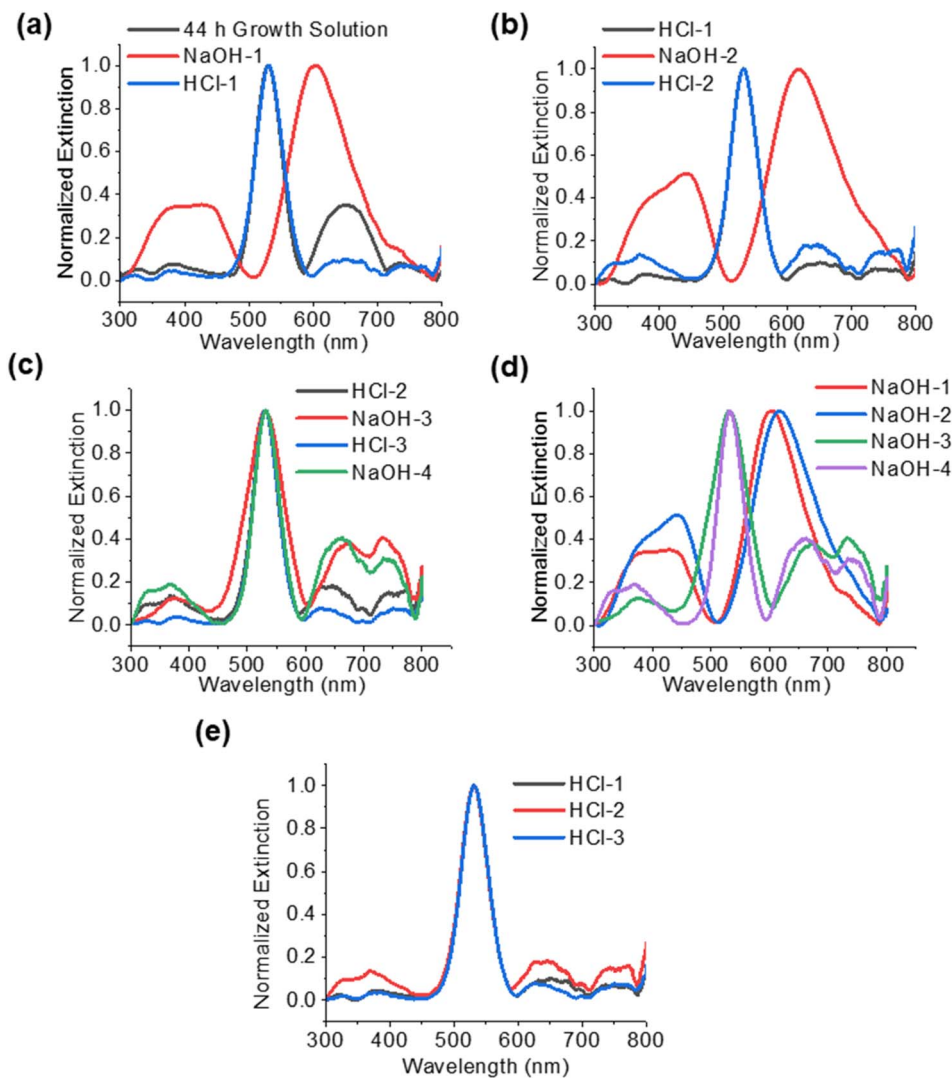 (a)
44 h Growth Solution
NaOH-1
HCl-1
Normalized Extinction
1.0
0.8
0.6
0.4
0.2
0.0
300 400 500 600 700 800
Wavelength (nm)
(b)
HCl-1
NaOH-2
HCl-2
Normalized Extinction
1.0
0.8
0.6
0.4
0.2
0.0
300 400 500 600 700 800
Wavelength (nm)
(c)
HCl-2
NaOH-3
HCl-3
NaOH-4
Normalized Extinction
1.0
0.8
0.6
0.4
0.2
0.0
300 400 500 600 700 800
Wavelength (nm)
(d)
NaOH-1
NaOH-2
NaOH-3
NaOH-4
Normalized Extinction
1.0
0.8
0.6
0.4
0.2
0.0
300 400 500 600 700 800
Wavelength (nm)
(e)
HCl-1
HCl-2
HCl-3
Normalized Extinction
1.0
0.8
0.6
0.4
0.2
0.0
300 400 500 600 700 800
Wavelength (nm)